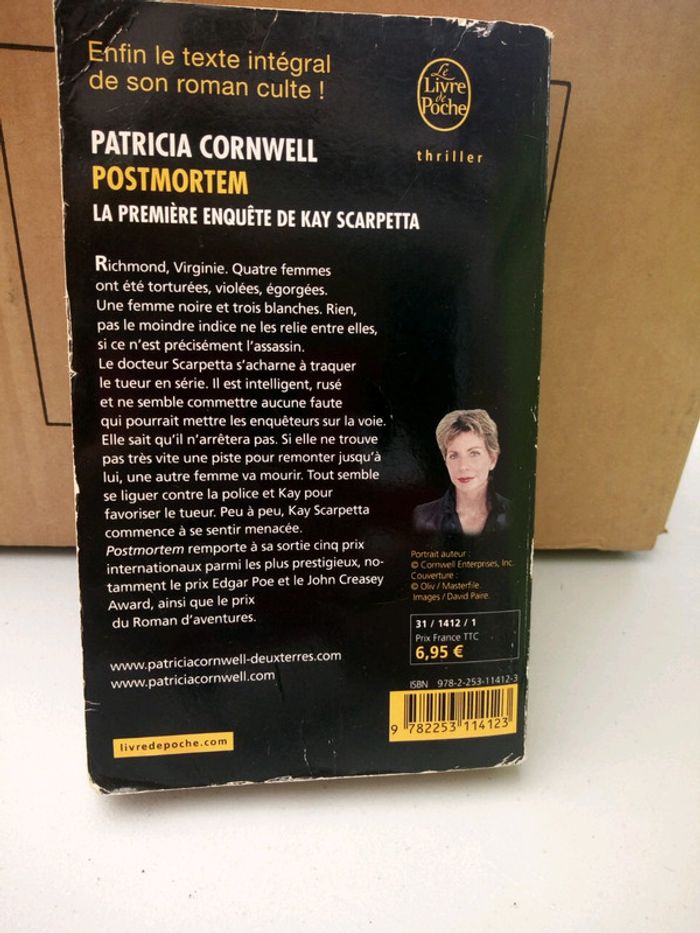 Enfin le texte intégral
de son roman culte !
Le
Livre
de
Poche
thriller
PATRICIA CORNWELL
POSTMORTEM
LA PREMIÈRE ENQUÊTE DE KAY SCARPETTA
Richmond, Virginie. Quatre femmes
ont été torturées, violées, égorgées.
Une femme noire et trois blanches. Rien,
pas le moindre indice ne les relie entre elles,
si ce n'est précisément l'assassin.
Le docteur Scarpetta s'acharne à traquer
le tueur en série. Il est intelligent, rusé
et ne semble commettre aucune faute
qui pourrait mettre les enquêteurs sur la voie.
Elle sait qu'il n'arrêtera pas. Si elle ne trouve
pas très vite une piste pour remonter jusqu'à
lui, une autre femme va mourir. Tout semble
se liguer contre la police et Kay pour
favoriser le tueur. Peu à peu, Kay Scarpetta
commence à se sentir menacée.
Postmortem remporte à sa sortie cinq prix
internationaux parmi les plus prestigieux, no-
tamment le prix Edgar Poe et le John Creasey
Award, ainsi que le prix
du Roman d'aventures.
www.patriciacornwell-deuxterres.com
www.patriciacornwell.com
livredepoche.com
Portrait auteur :
© Cornwell Enterprises, Inc.
Couverture :
© Oliv / Masterfile.
Images / David Paire.
31 / 1412 / 1
Prix France TTC
6,95 €
ISBN 978-2-253-11412-3
9 782253 114123